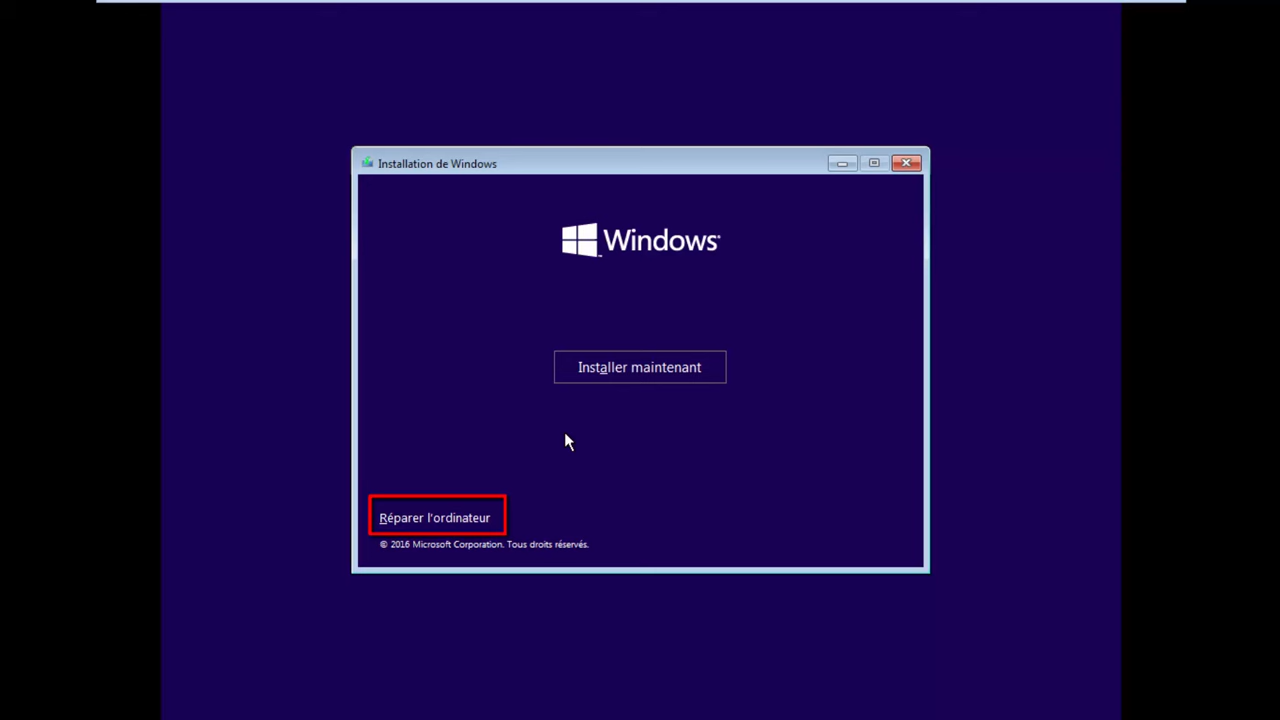 Installation de Windows
Windows
Installer maintenant
Réparer l'ordinateur
© 2016 Microsoft Corporation. Tous droits réservés.